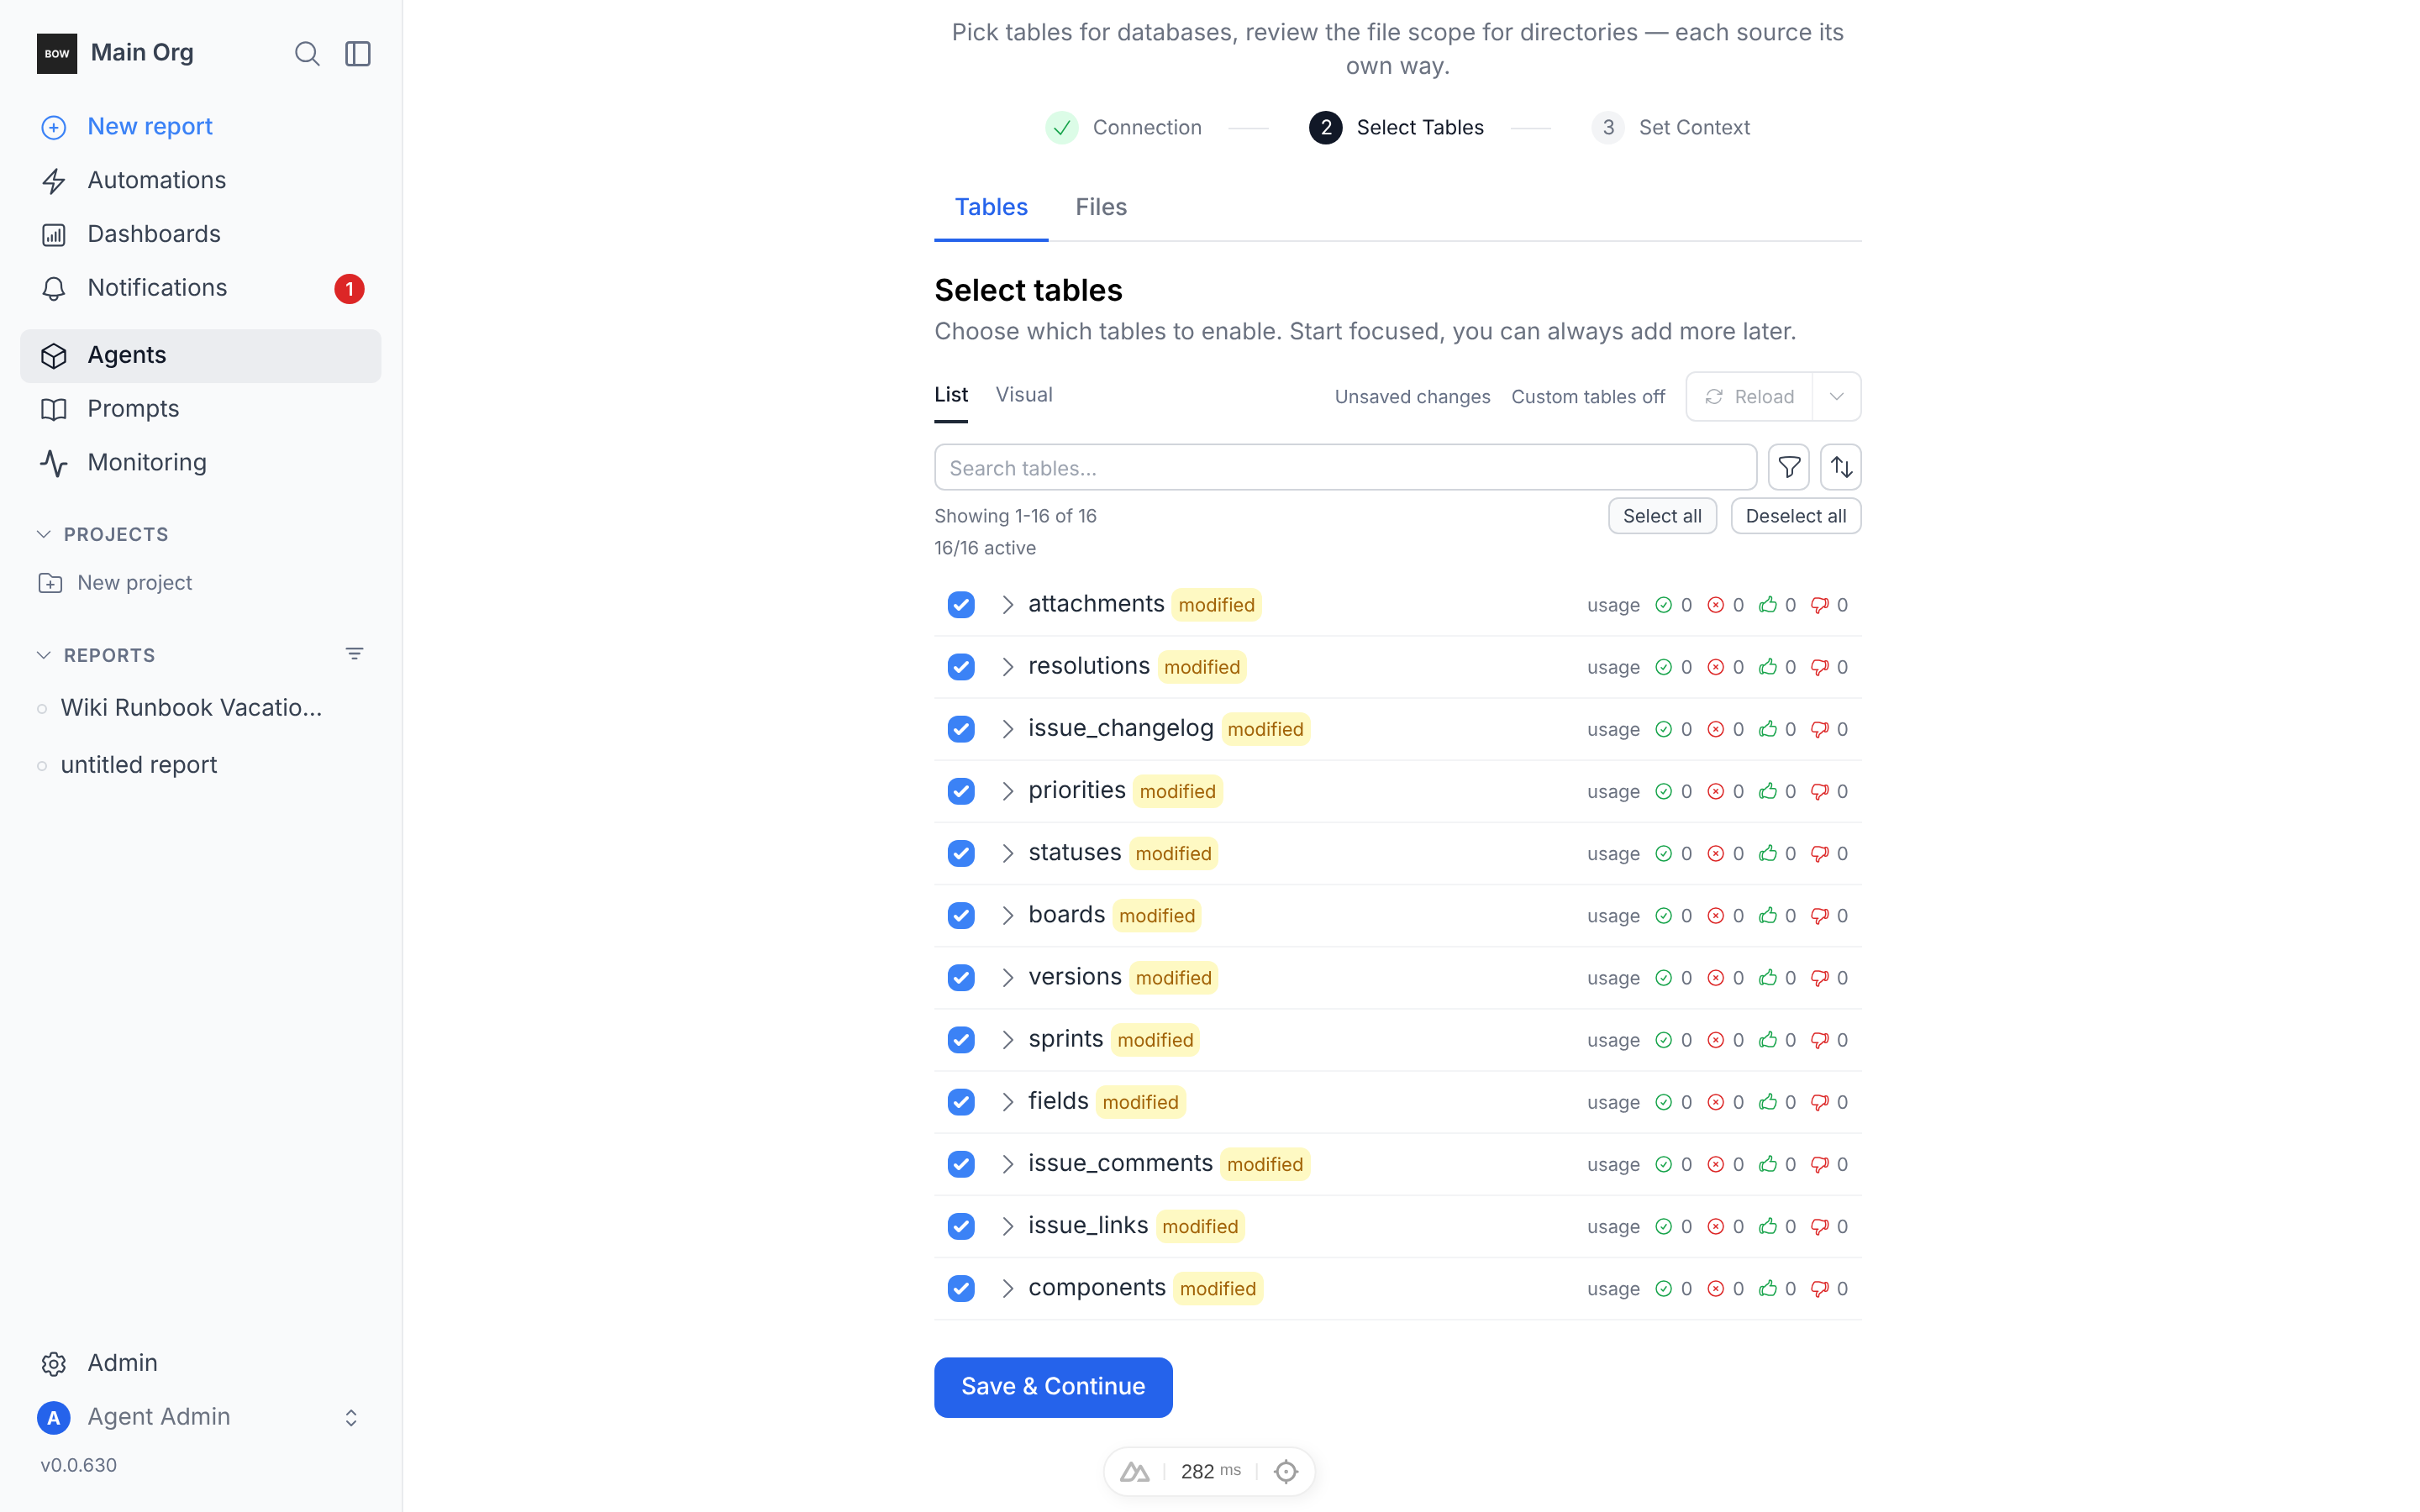 BOW Main Org
New report
Automations
Dashboards
Notifications 1
Agents
Prompts
Monitoring
PROJECTS
New project
REPORTS
Wiki Runbook Vacatio...
untitled report
Admin
A Agent Admin
v0.0.630
Pick tables for databases, review the file scope for directories — each source its
own way.
Connection 2 Select Tables 3 Set Context
Tables Files
Select tables
Choose which tables to enable. Start focused, you can always add more later.
List Visual Unsaved changes Custom tables off Reload
Search tables...
Showing 1-16 of 16 Select all Deselect all
16/16 active
attachments modified usage 0 0 0 0
resolutions modified usage 0 0 0 0
issue_changelog modified usage 0 0 0 0
priorities modified usage 0 0 0 0
statuses modified usage 0 0 0 0
boards modified usage 0 0 0 0
versions modified usage 0 0 0 0
sprints modified usage 0 0 0 0
fields modified usage 0 0 0 0
issue_comments modified usage 0 0 0 0
issue_links modified usage 0 0 0 0
components modified usage 0 0 0 0
Save & Continue
282 ms